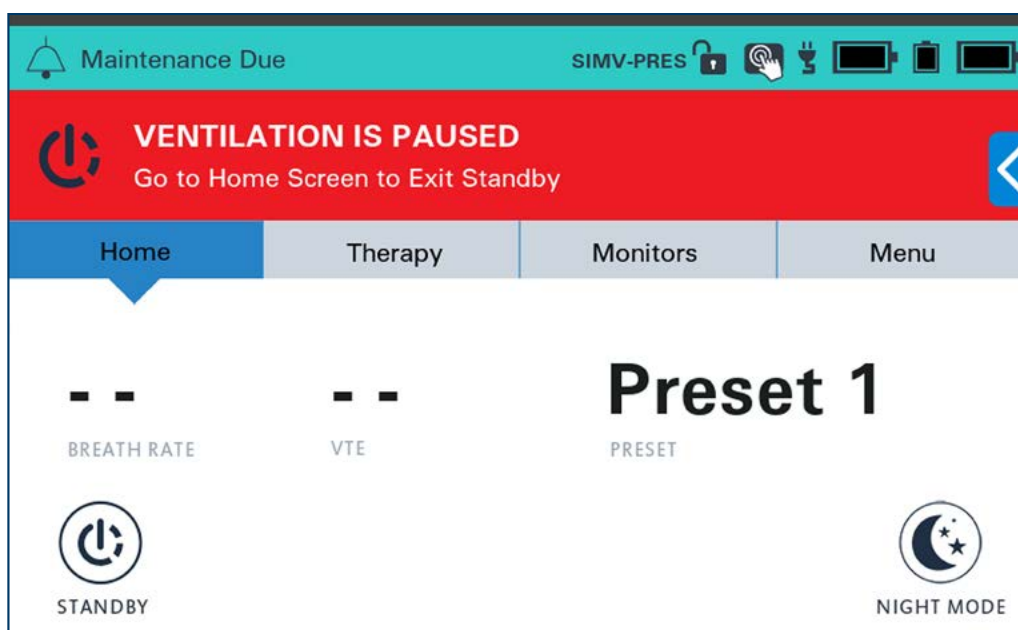 Maintenance Due SIMV-PRES
VENTILATION IS PAUSED
Go to Home Screen to Exit Standby
Home Therapy Monitors Menu
-- -- Preset 1
BREATH RATE VTE PRESET
STANDBY NIGHT MODE